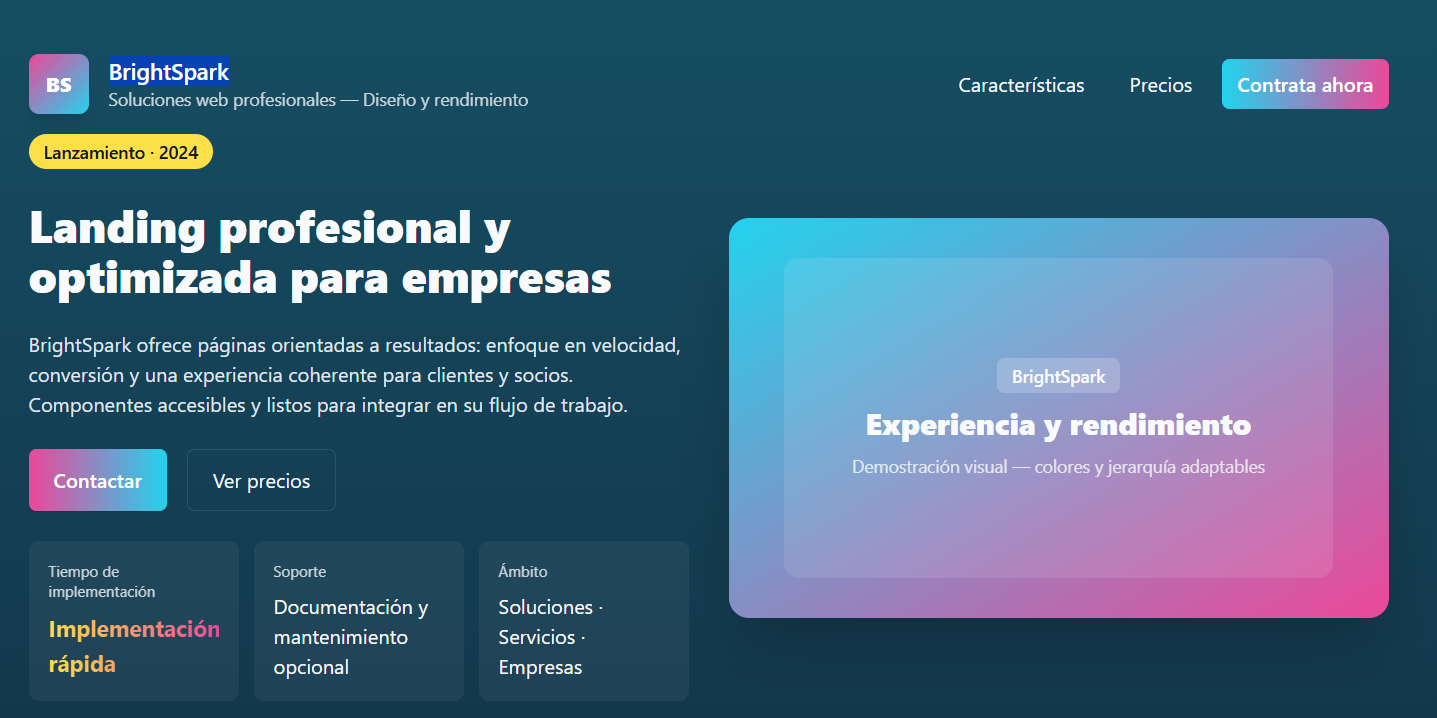 BS
BrightSpark
Soluciones web profesionales — Diseño y rendimiento
Características
Precios
Contrata ahora
Lanzamiento · 2024
Landing profesional y
optimizada para empresas
BrightSpark ofrece páginas orientadas a resultados: enfoque en velocidad,
conversión y una experiencia coherente para clientes y socios.
Componentes accesibles y listos para integrar en su flujo de trabajo.
Contactar
Ver precios
Tiempo de
implementación
Implementación
rápida
Soporte
Documentación y
mantenimiento
opcional
Ámbito
Soluciones ·
Servicios ·
Empresas
BrightSpark
Experiencia y rendimiento
Demostración visual — colores y jerarquía adaptables